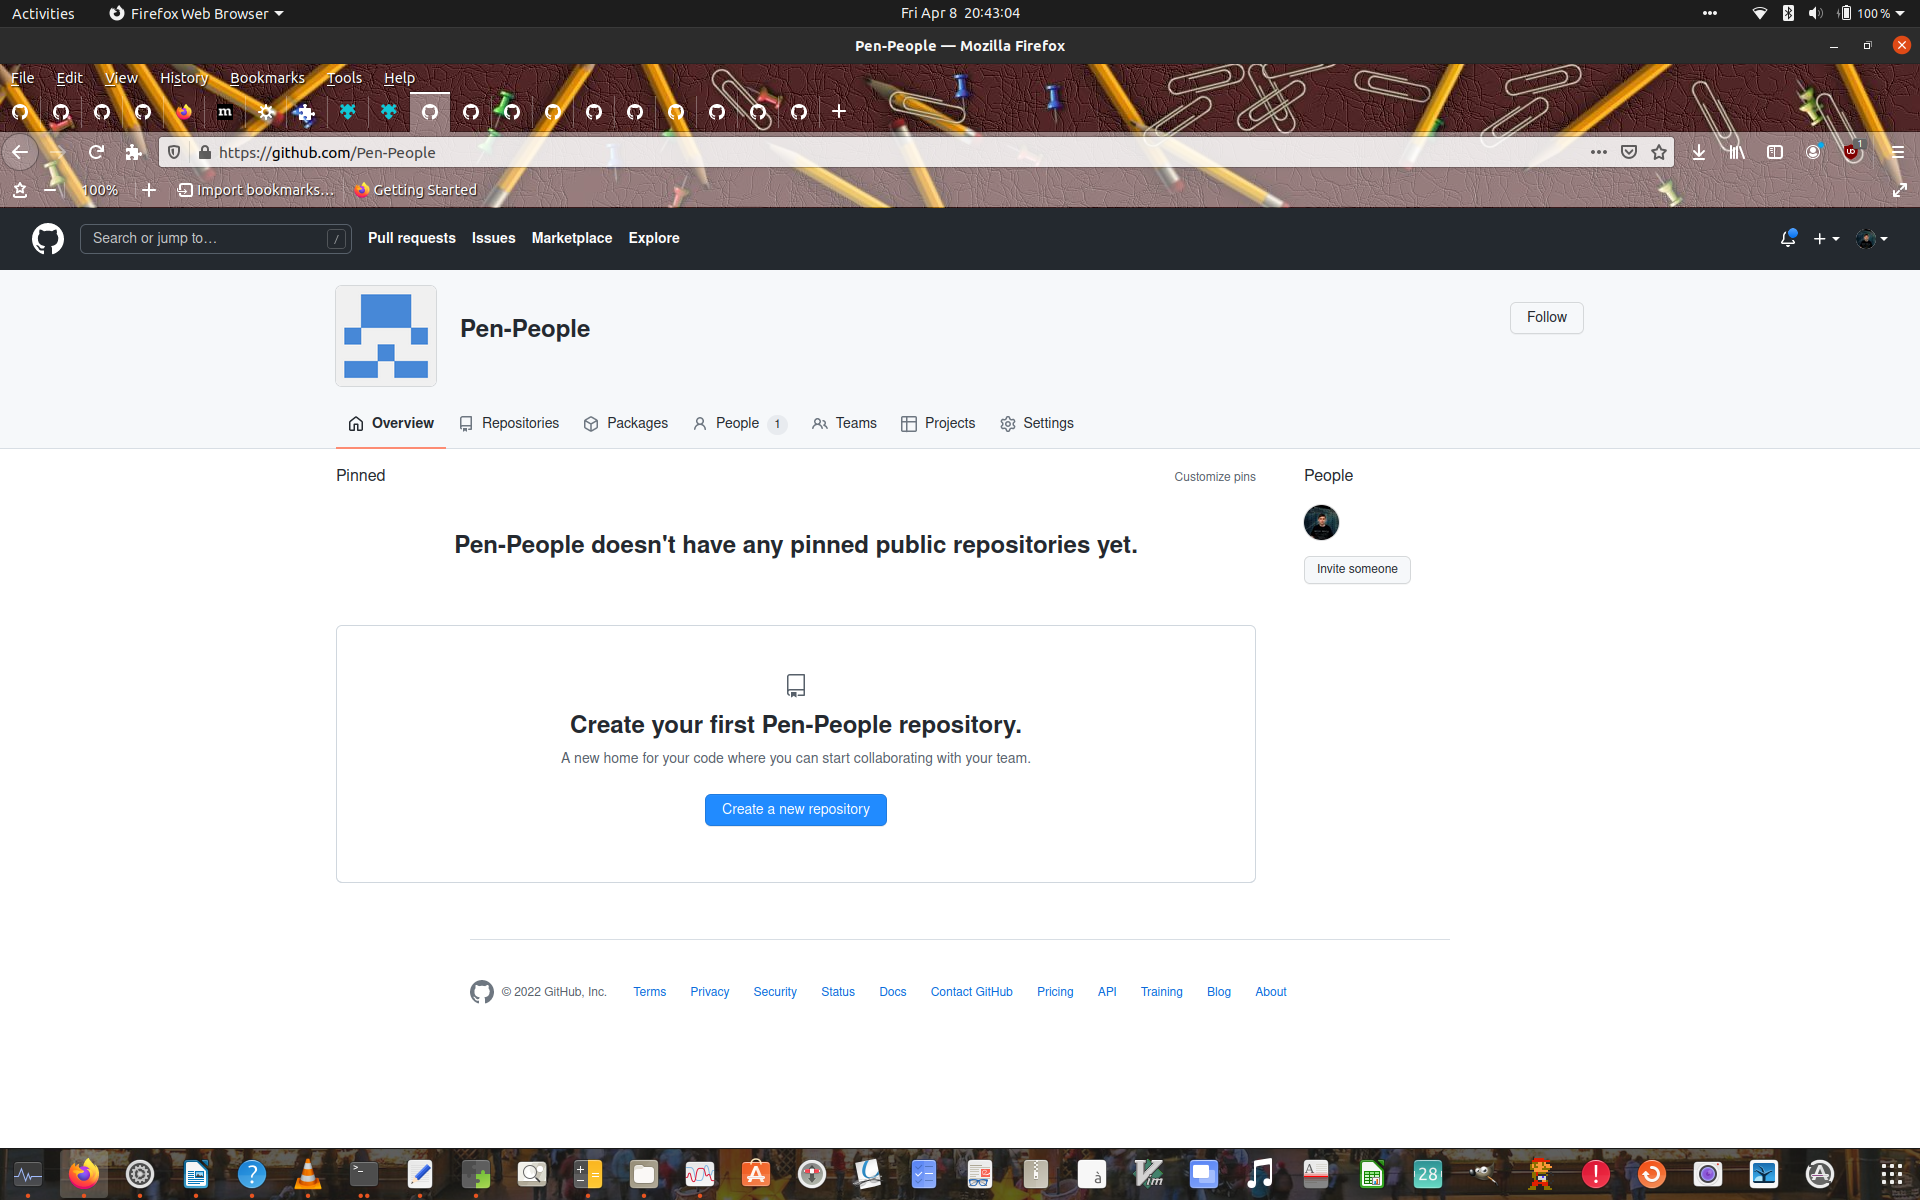 Activities Firefox Web Browser Fri Apr 8 20:43:04 100 %
Pen-People — Mozilla Firefox
File Edit View History Bookmarks Tools Help
m
https://github.com/Pen-People 1
100% Import bookmarks... Getting Started
Search or jump to... / Pull requests Issues Marketplace Explore
Pen-People
Follow
Overview Repositories Packages People 1 Teams Projects Settings
Pinned Customize pins People
Pen-People doesn't have any pinned public repositories yet.
Invite someone
Create your first Pen-People repository.
A new home for your code where you can start collaborating with your team.
Create a new repository
© 2022 GitHub, Inc. Terms Privacy Security Status Docs Contact GitHub Pricing API Training Blog About
? >_ à Vim A 28 !